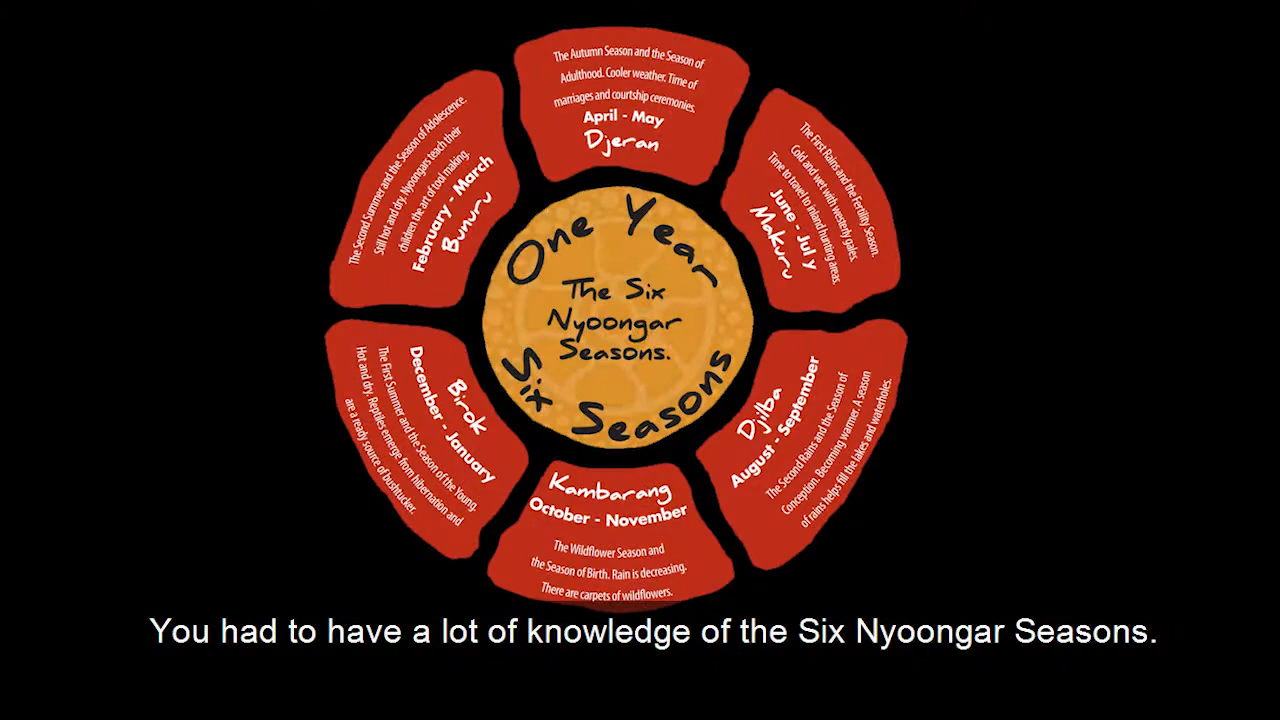 One Year
The Six
Nyoongar
Seasons.
Six Seasons
The Autumn Season and the Season of
Adulthood. Cooler weather. Time of
marriages and courtship ceremonies.
April - May
Djeran
The First Rains and the Fertility Season.
Cold and wet with westerly gales.
Time to travel to inland hunting areas.
June - Jul y
Makuru
Djilba
August - September
The Second Rains and the Season of
Conception. Becoming warmer. A season
of rains helps fill the lakes and waterholes.
Kambarang
October - November
The Wildflower Season and
the Season of Birth. Rain is decreasing.
There are carpets of wildflowers.
Birok
December - January
The First Summer and the Season of the Young.
Hot and dry. Reptiles emerge from hibernation and
are a ready source of bushtucker.
The Second Summer and the Season of Adolescence.
Still hot and dry. Nyoongars teach their
children the art of tool making.
February - March
Bunuru
You had to have a lot of knowledge of the Six Nyoongar Seasons.